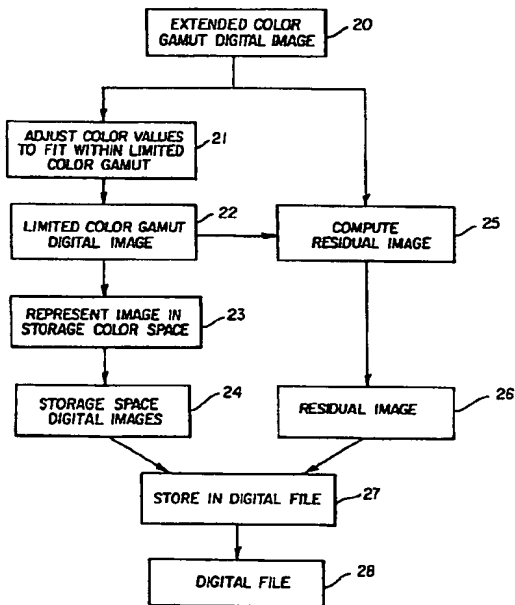 EXTENDED COLOR
GAMUT DIGITAL IMAGE
20
ADJUST COLOR VALUES
TO FIT WITHIN LIMITED
COLOR GAMUT
21
LIMITED COLOR GAMUT
DIGITAL IMAGE
22
COMPUTE
RESIDUAL IMAGE
25
REPRESENT IMAGE IN
STORAGE COLOR SPACE
23
STORAGE SPACE
DIGITAL IMAGES
24
RESIDUAL IMAGE
26
STORE IN DIGITAL FILE
27
DIGITAL FILE
28